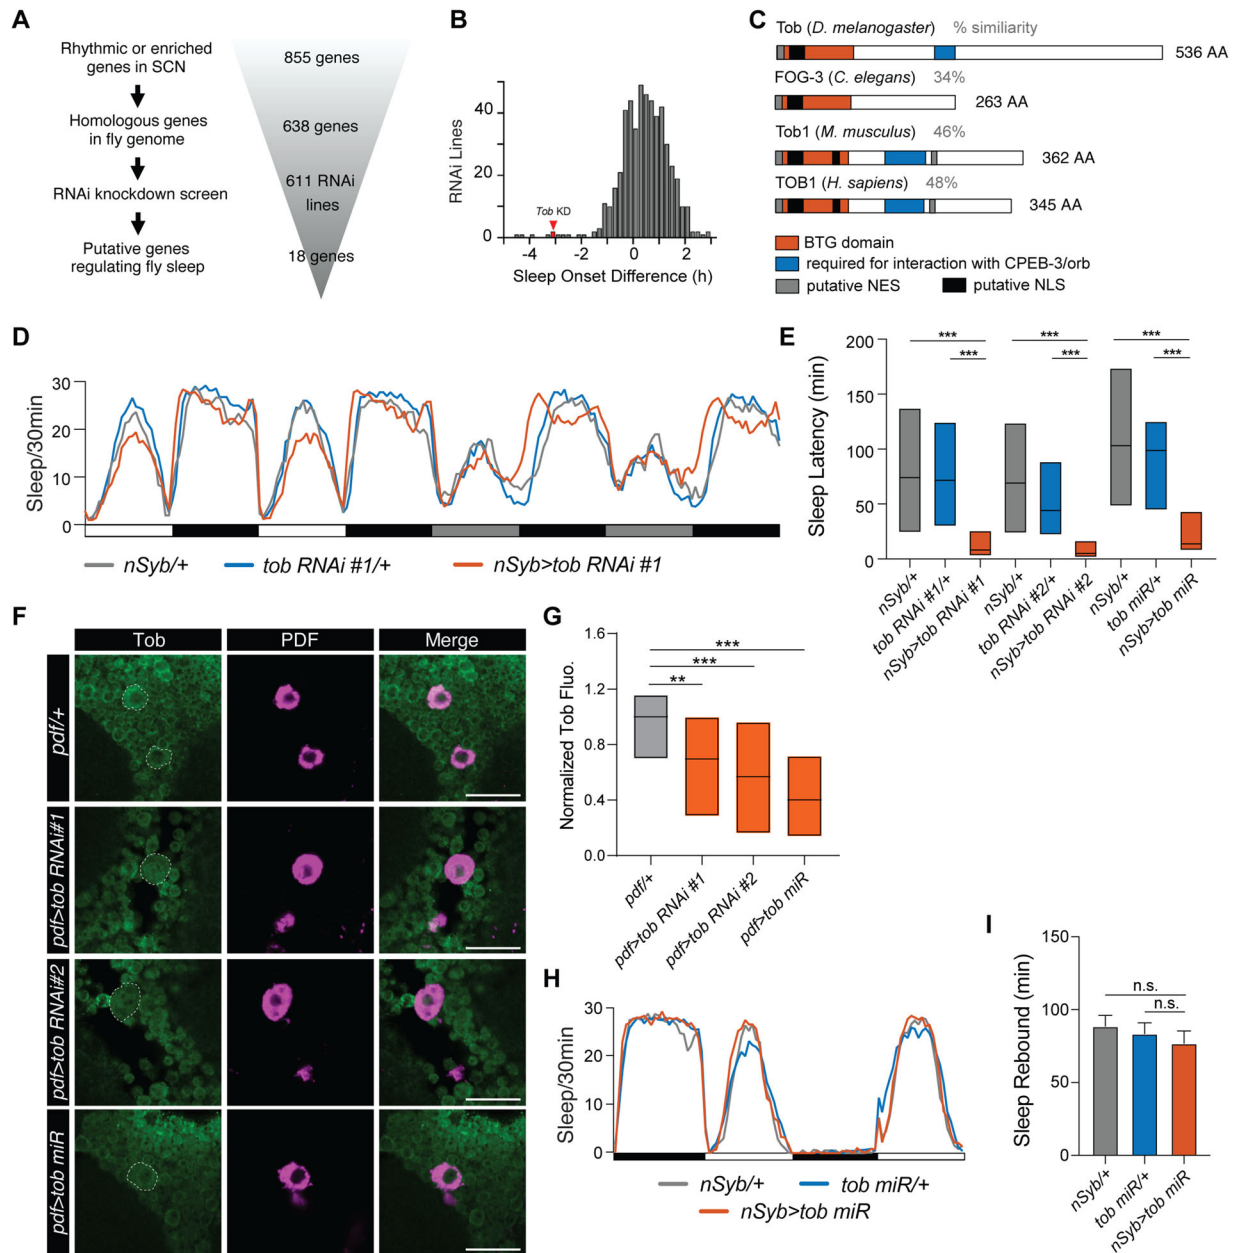 A
Rhythmic or enriched
genes in SCN
Homologous genes
in fly genome
RNAi knockdown screen
Putative genes
regulating fly sleep
855 genes
638 genes
611 RNAi
lines
18 genes
B
RNAi Lines
40
20
0
Tob KD
-4
-2
0
2
Sleep Onset Difference (h)
C
Tob (D. melanogaster) % similiarity
536 AA
FOG-3 (C. elegans) 34%
263 AA
Tob1 (M. musculus) 46%
362 AA
TOB1 (H. sapiens) 48%
345 AA
BTG domain
required for interaction with CPEB-3/orb
putative NES
putative NLS
D
Sleep/30min
30
20
10
0
nSyb/+
tob RNAi #1/+
nSyb>tob RNAi #1
E
Sleep Latency (min)
200
150
100
50
0
***
***
***
***
***
***
nSyb/+
tob RNAi #1/+
nSyb>tob RNAi #1
nSyb/+
tob RNAi #2/+
nSyb>tob RNAi #2
nSyb/+
tob miR/+
nSyb>tob miR
F
Tob
PDF
Merge
pdf/+
pdf>tob RNAi#1
pdf>tob RNAi#2
pdf>tob miR
G
Normalized Tob Fluo.
1.6
1.2
0.8
0.4
0.0
***
***
**
pdf/+
pdf>tob RNAi #1
pdf>tob RNAi #2
pdf>tob miR
H
Sleep/30min
30
20
10
0
nSyb/+
tob miR/+
nSyb>tob miR
I
Sleep Rebound (min)
150
100
50
0
n.s.
n.s.
nSyb/+
tob miR/+
nSyb>tob miR